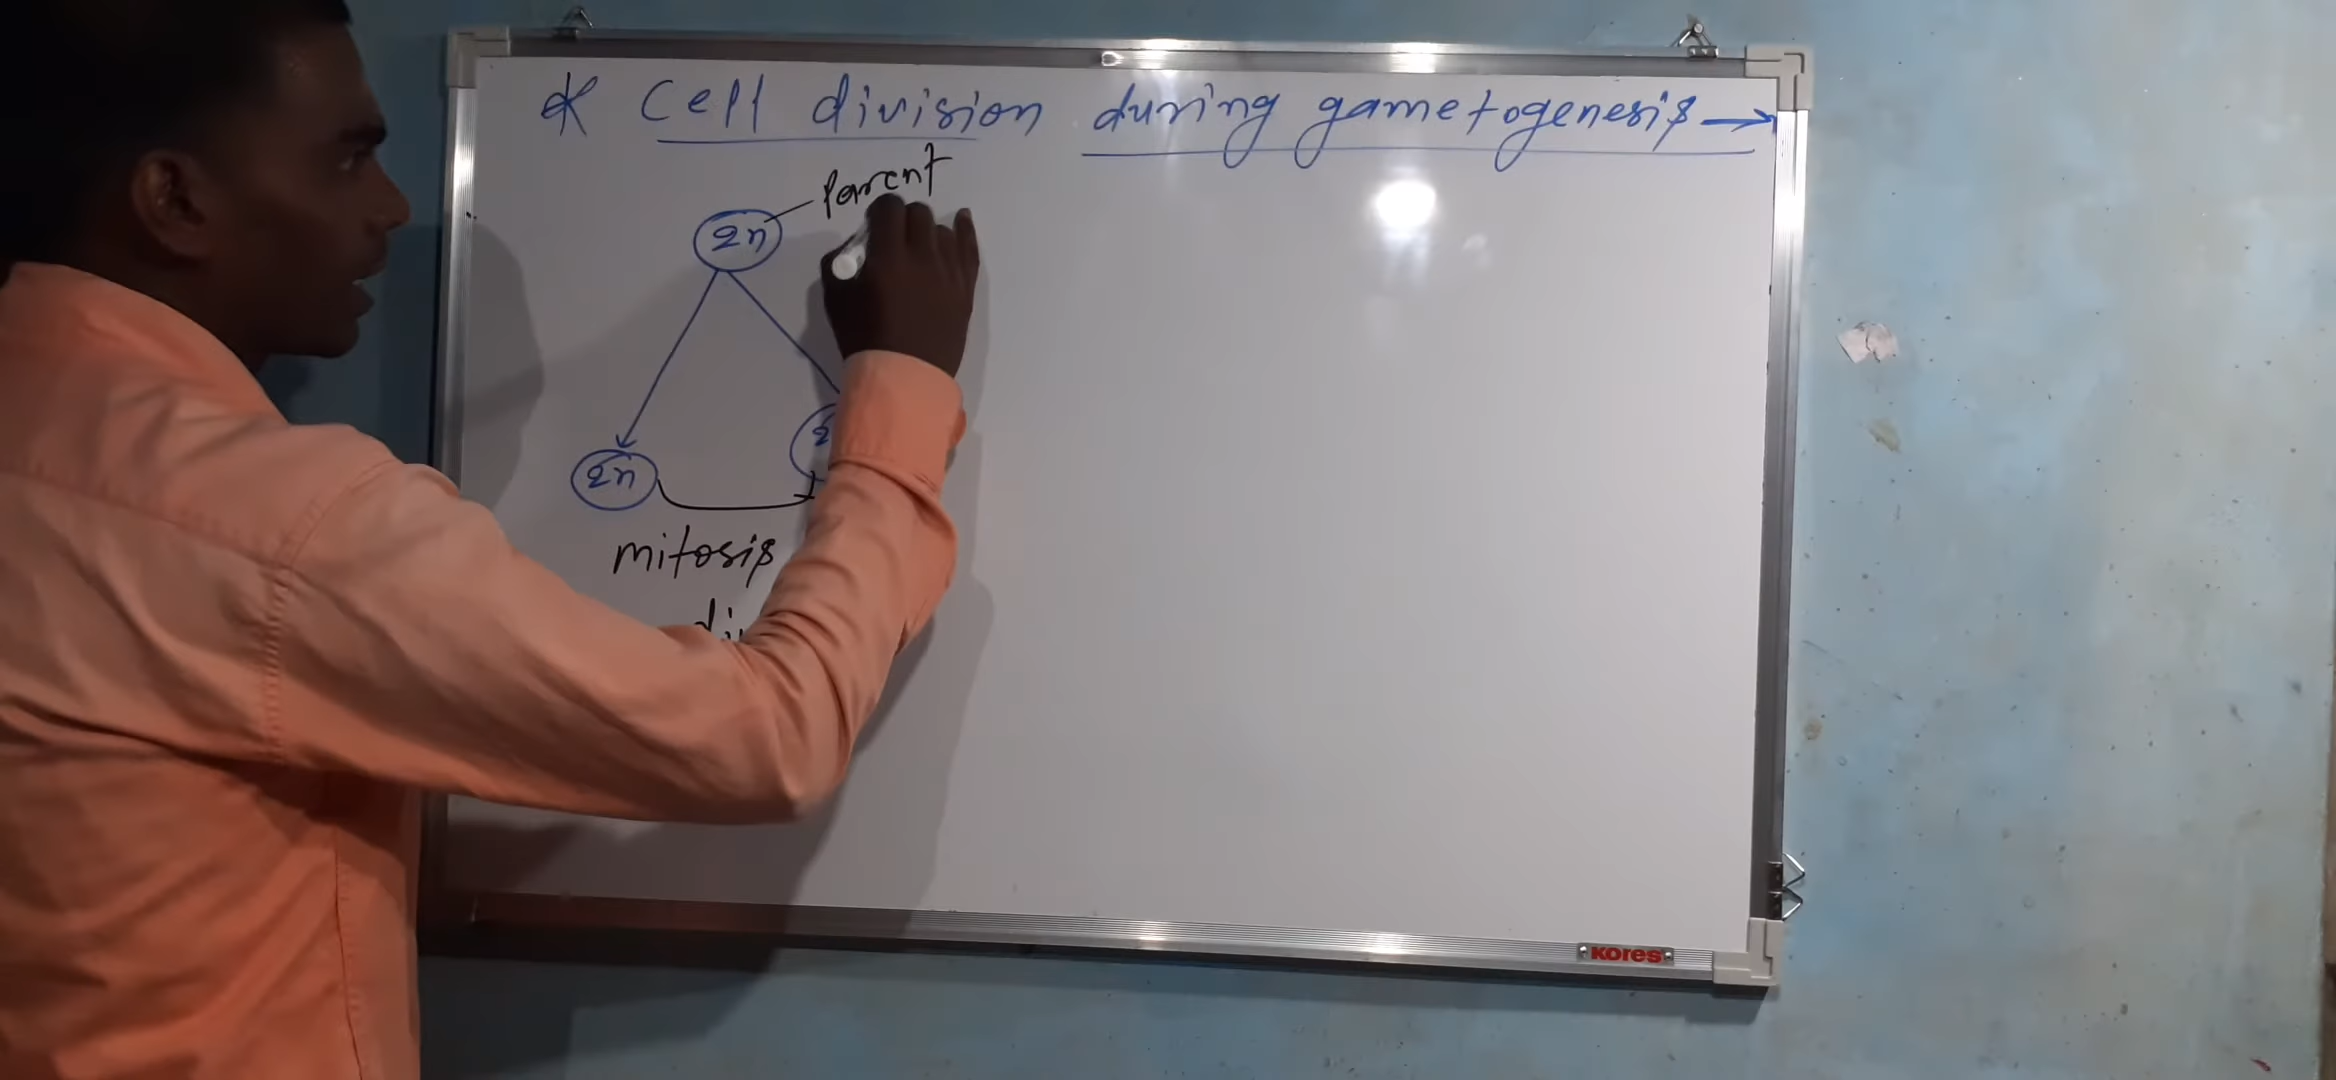 Cell division during gametogenesis →
Parent
2n
2n
mitosis
Kores